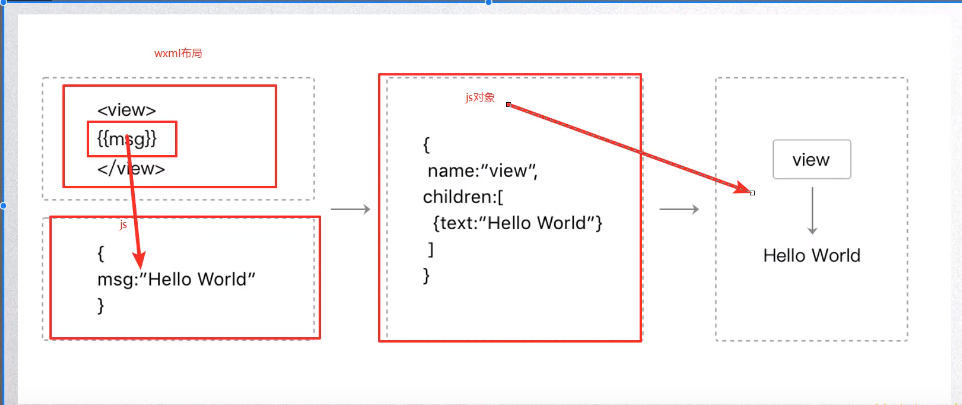 wxml布局
<view>
{{msg}}
</view>
js
{
msg:”Hello World”
}
js对象
{
name:”view”,
children:[
{text:”Hello World”}
]
}
view
Hello World